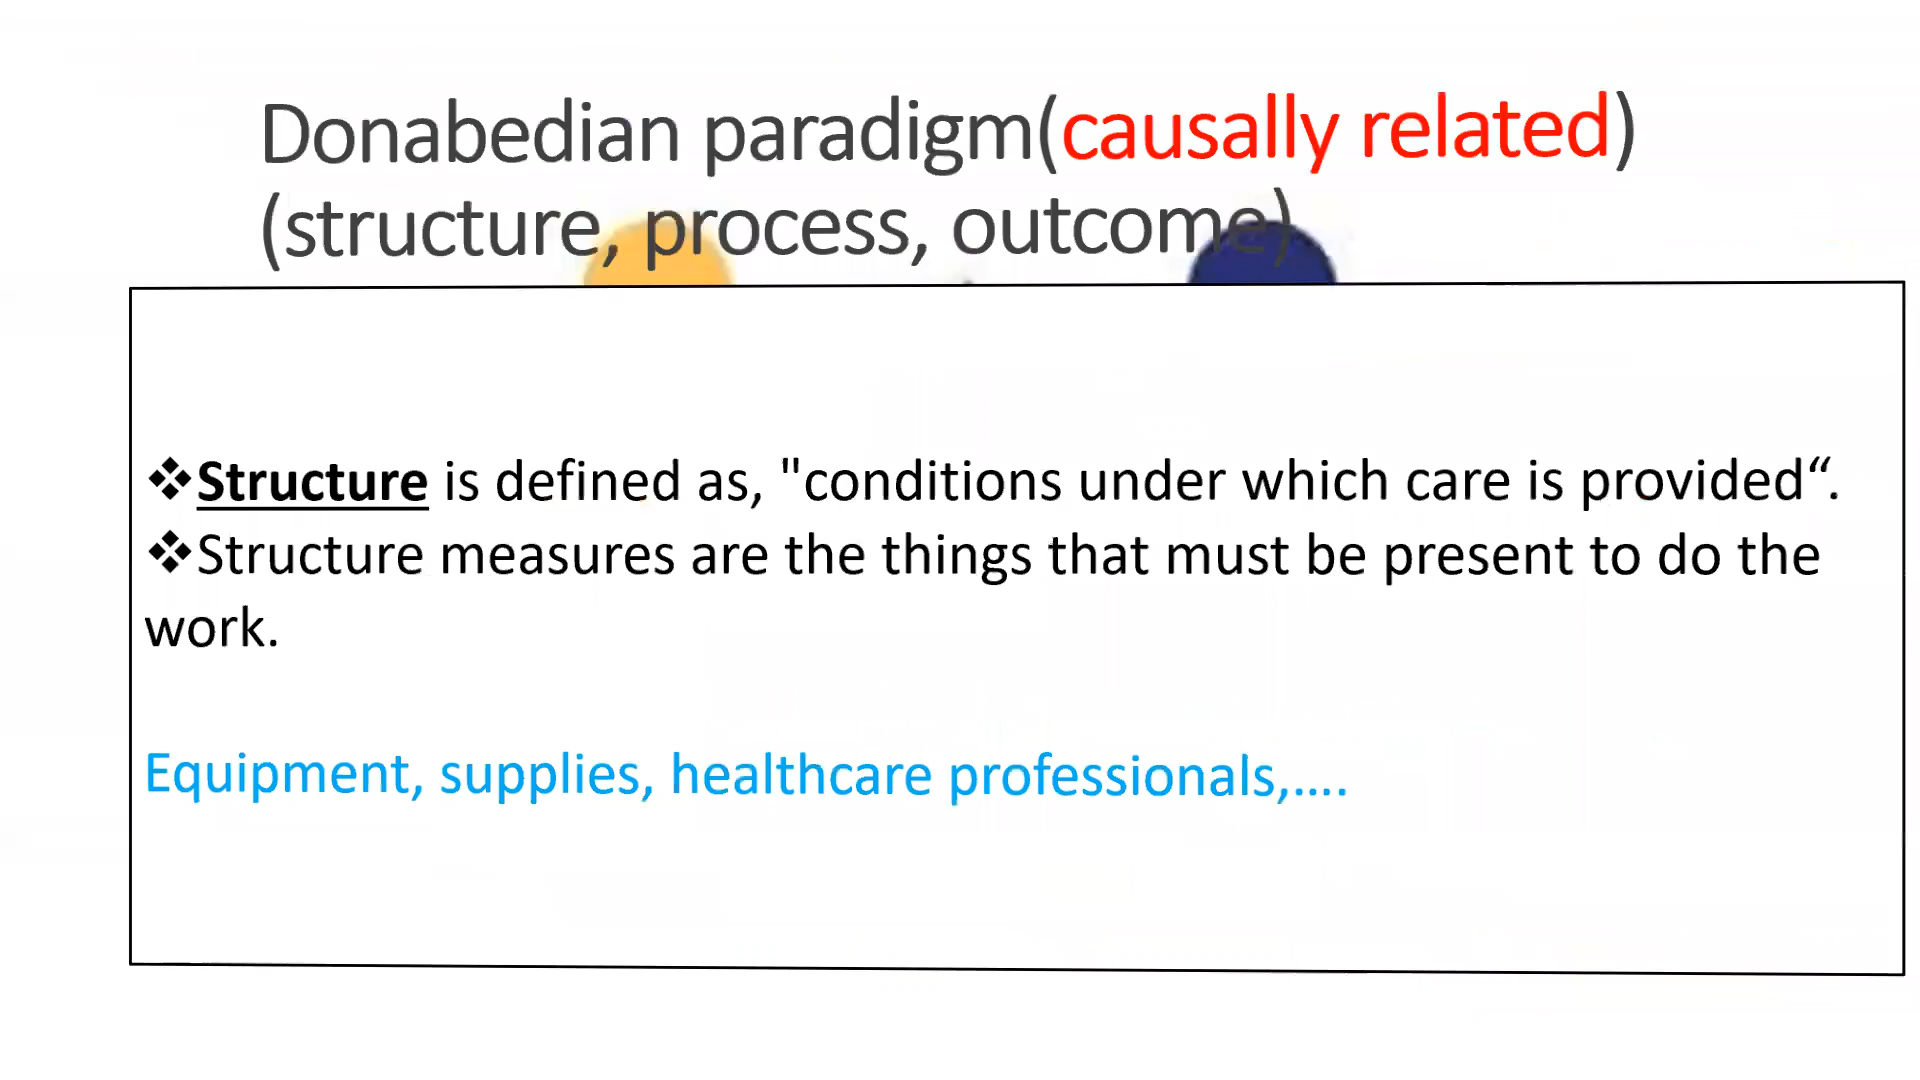 Donabedian paradigm(causally related)
(structure, process, outcome)
❖Structure is defined as, "conditions under which care is provided“.
❖Structure measures are the things that must be present to do the
work.
Equipment, supplies, healthcare professionals,....